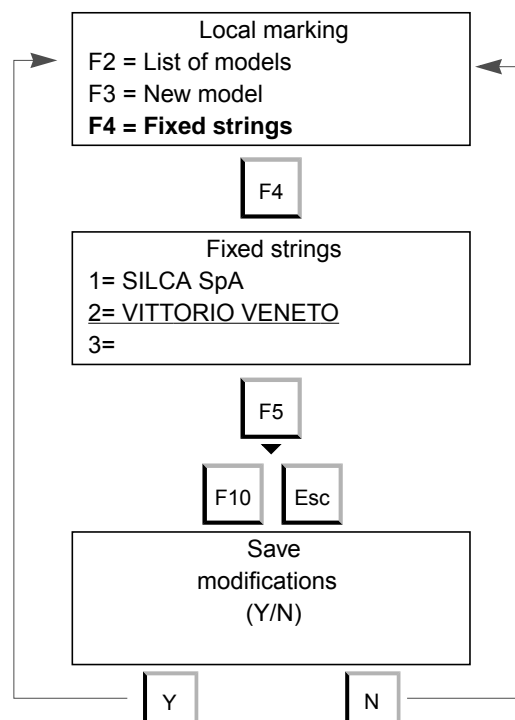 Local marking
F2 = List of models
F3 = New model
F4 = Fixed strings
F4
Fixed strings
1= SILCA SpA
2= VITTORIO VENETO
3=
F5
F10 Esc
Save
modifications
(Y/N)
Y N